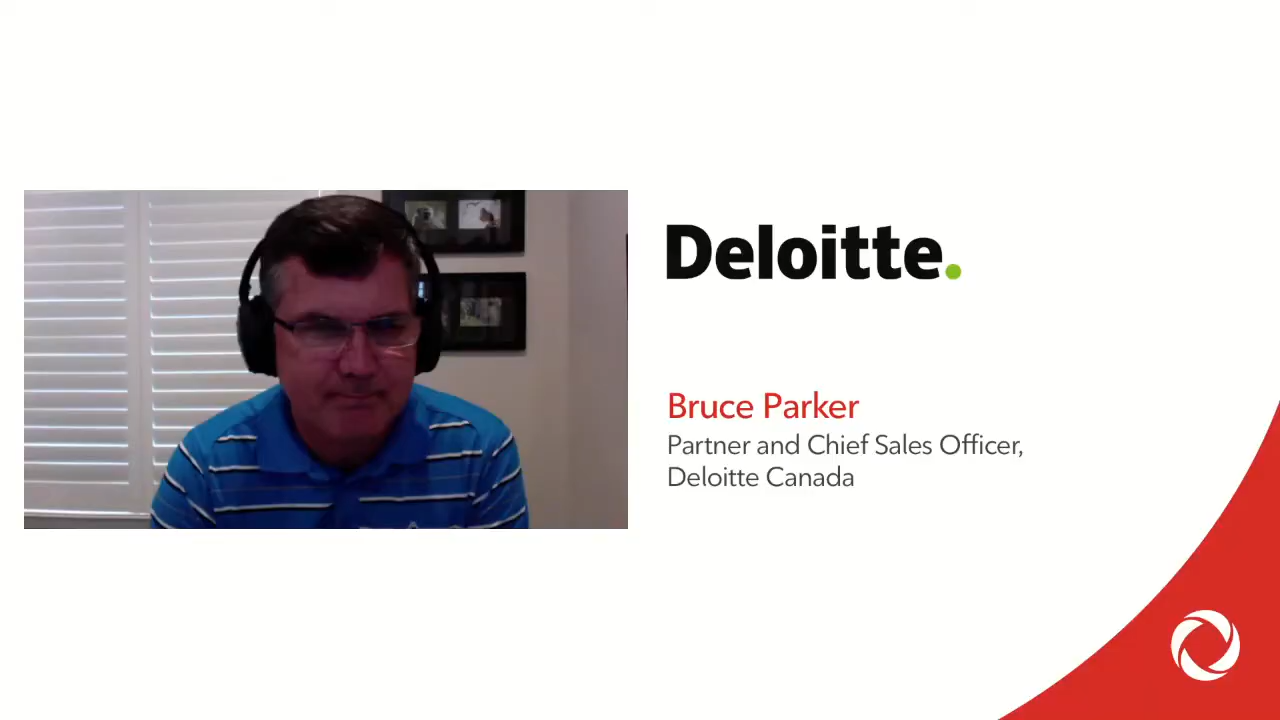 Deloitte.
Bruce Parker
Partner and Chief Sales Officer,
Deloitte Canada